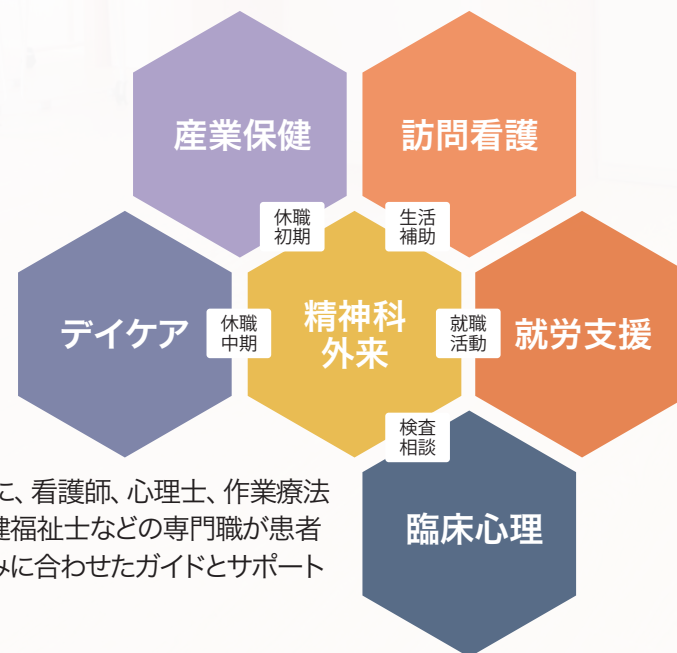 産業保健
訪問看護
休職
初期
生活
補助
デイケア
休職
中期
精神科
外来
就職
活動
就労支援
検査
相談
臨床心理
に、看護師、心理士、作業療法
健福祉士などの専門職が患者
みに合わせたガイドとサポート